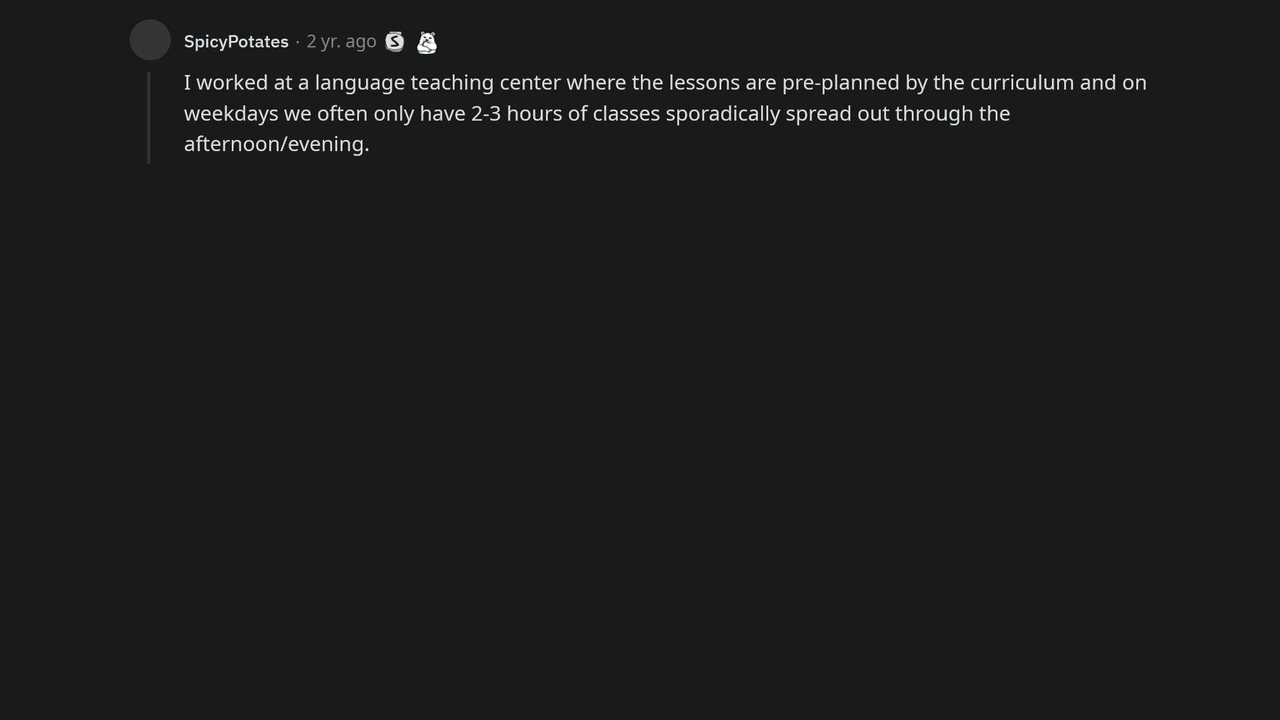 SpicyPotates · 2 yr. ago
I worked at a language teaching center where the lessons are pre-planned by the curriculum and on
weekdays we often only have 2-3 hours of classes sporadically spread out through the
afternoon/evening.